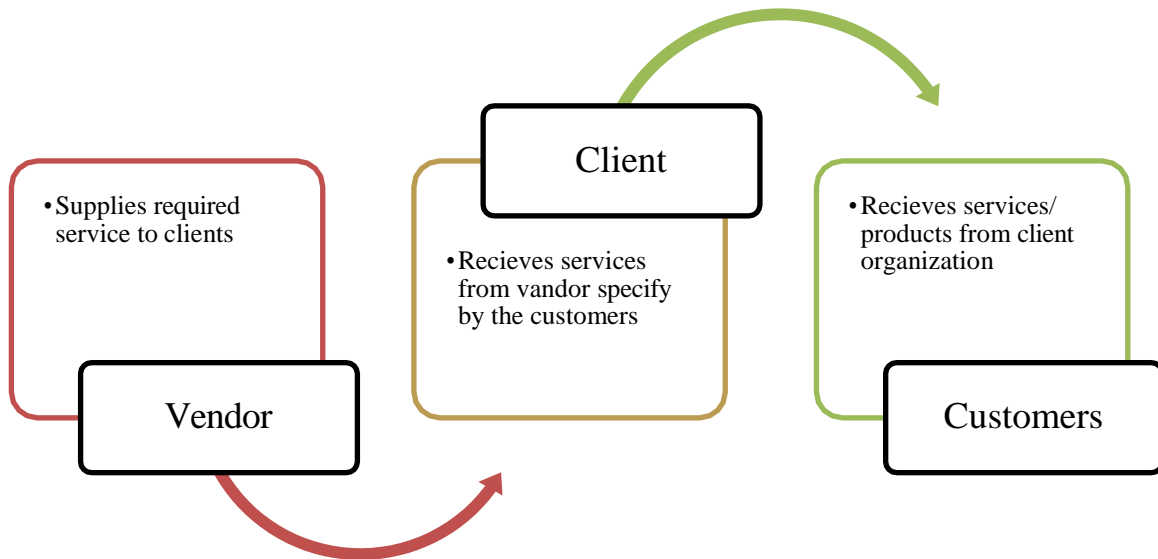 •Supplies required
service to clients
Vendor
Client
•Recieves services
from vandor specify
by the customers
•Recieves services/
products from client
organization
Customers